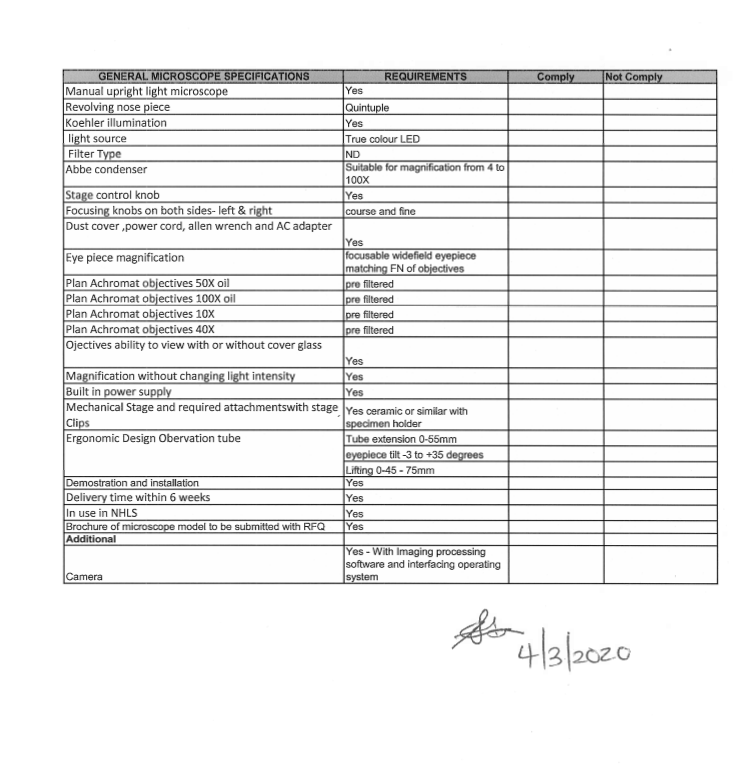 GENERAL MICROSCOPE SPECIFICATIONS REQUIREMENTS Comply Not Comply
Manual upright light microscope Yes
Revolving nose piece Quintuple
Koehler illumination Yes
light source True colour LED
Filter Type ND
Abbe condenser Suitable for magnification from 4 to
100X
Stage control knob Yes
Focusing knobs on both sides- left & right course and fine
Dust cover ,power cord, allen wrench and AC adapter
Yes
Eye piece magnification focusable widefield eyepiece
matching FN of objectives
Plan Achromat objectives 50X oil pre filtered
Plan Achromat objectives 100X oil pre filtered
Plan Achromat objectives 10X pre filtered
Plan Achromat objectives 40X pre filtered
Ojectives ability to view with or without cover glass
Yes
Magnification without changing light intensity Yes
Built in power supply Yes
Mechanical Stage and required attachmentswith stage Yes ceramic or similar with
Clips specimen holder
Ergonomic Design Obervation tube Tube extension 0-55mm
eyepiece tilt -3 to +35 degrees
Lifting 0-45 - 75mm
Demostration and installation Yes
Delivery time within 6 weeks Yes
In use in NHLS Yes
Brochure of microscope model to be submitted with RFQ Yes
Additional
Yes - With Imaging processing
software and interfacing operating
Camera system
4/3/2020